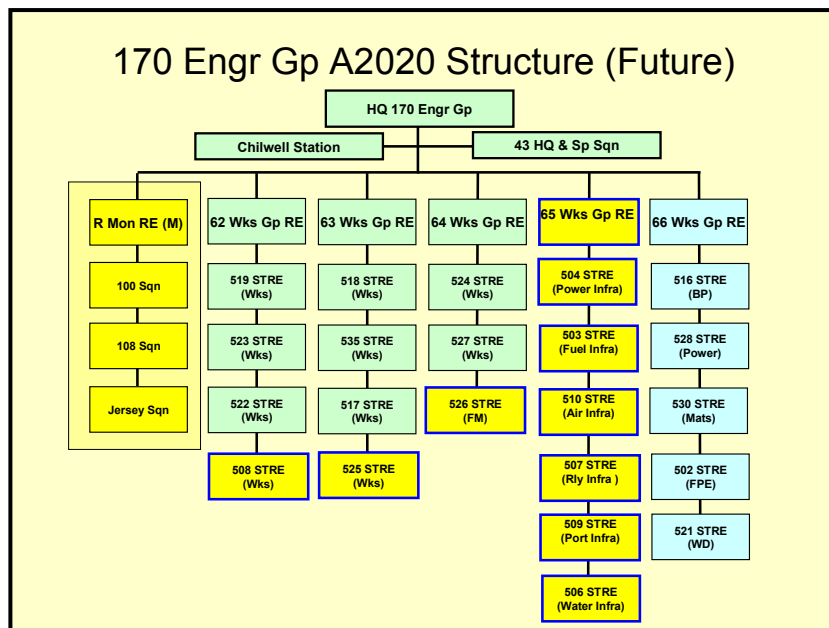 170 Engr Gp A2020 Structure (Future)
HQ 170 Engr Gp
Chilwell Station
43 HQ & Sp Sqn
R Mon RE (M)
100 Sqn
108 Sqn
Jersey Sqn
62 Wks Gp RE
519 STRE
(Wks)
523 STRE
(Wks)
522 STRE
(Wks)
508 STRE
(Wks)
63 Wks Gp RE
518 STRE
(Wks)
535 STRE
(Wks)
517 STRE
(Wks)
525 STRE
(Wks)
64 Wks Gp RE
524 STRE
(Wks)
527 STRE
(Wks)
526 STRE
(FM)
65 Wks Gp RE
504 STRE
(Power Infra)
503 STRE
(Fuel Infra)
510 STRE
(Air Infra)
507 STRE
(Rly Infra )
509 STRE
(Port Infra)
506 STRE
(Water Infra)
66 Wks Gp RE
516 STRE
(BP)
528 STRE
(Power)
530 STRE
(Mats)
502 STRE
(FPE)
521 STRE
(WD)